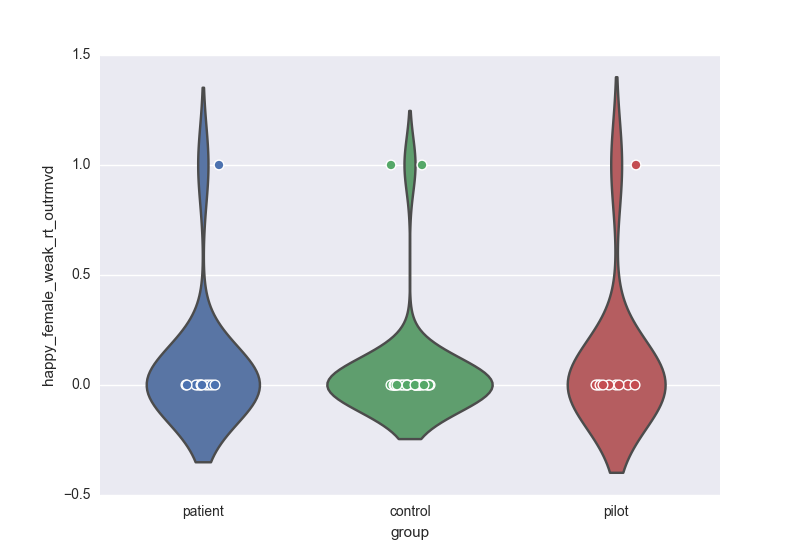 1.5
1.0
0.5
0.0
−0.5
happy_female_weak_rt_outrmvd
patient
control
pilot
group